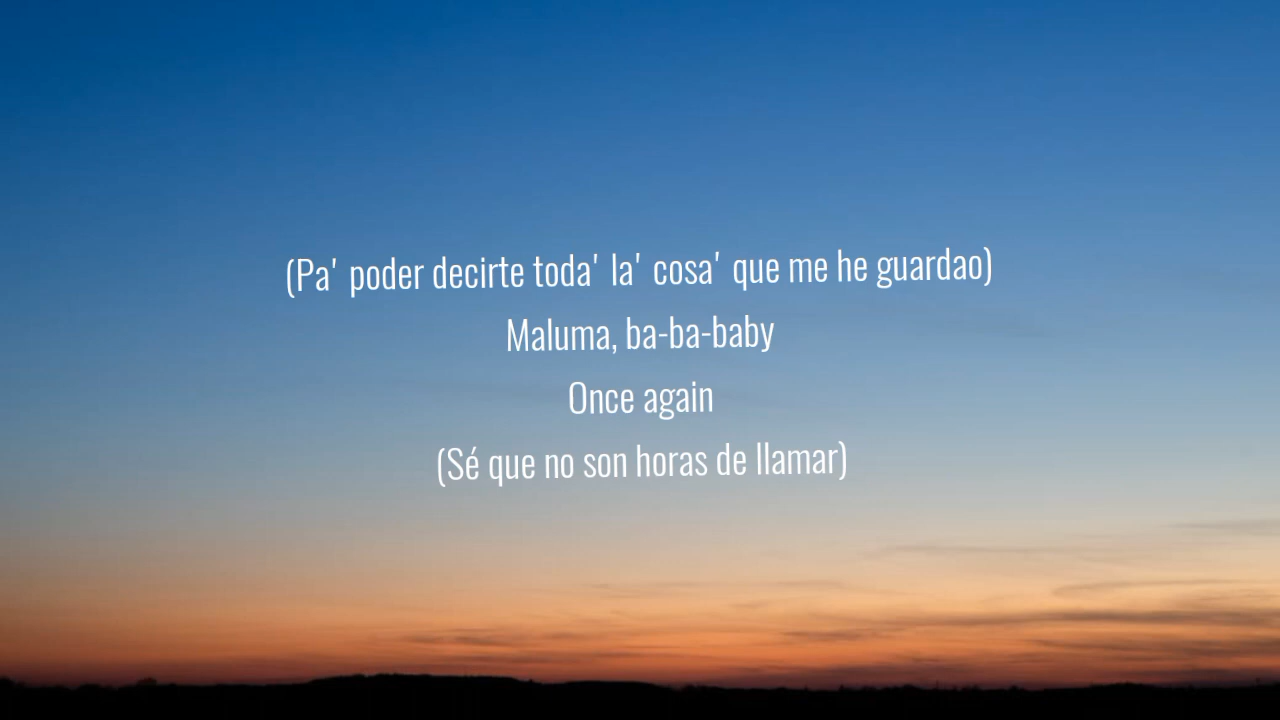 (Pa' poder decirte toda' la' cosa' que me he guardao)
Maluma, ba-ba-baby
Once again
(Sé que no son horas de llamar)